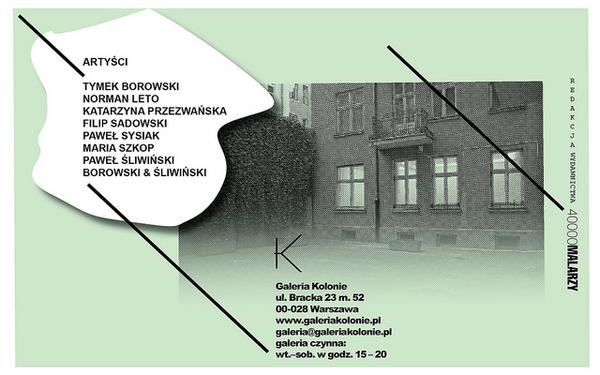 ARTYŚCI
TYMEK BOROWSKI
NORMAN LETO
KATARZYNA PRZEZWAŃSKA
FILIP SADOWSKI
PAWEŁ SYSIAK
MARIA SZKOP
PAWEŁ ŚLIWIŃSKI
BOROWSKI & ŚLIWIŃSKI
REDAKCJA WYDAWNICTWA
40000MALARZY
K
Galeria Kolonie
ul. Bracka 23 m. 52
00-028 Warszawa
www.galeriakolonie.pl
galeria@galeriakolonie.pl
galeria czynna:
wt.–sob. w godz. 15 – 20